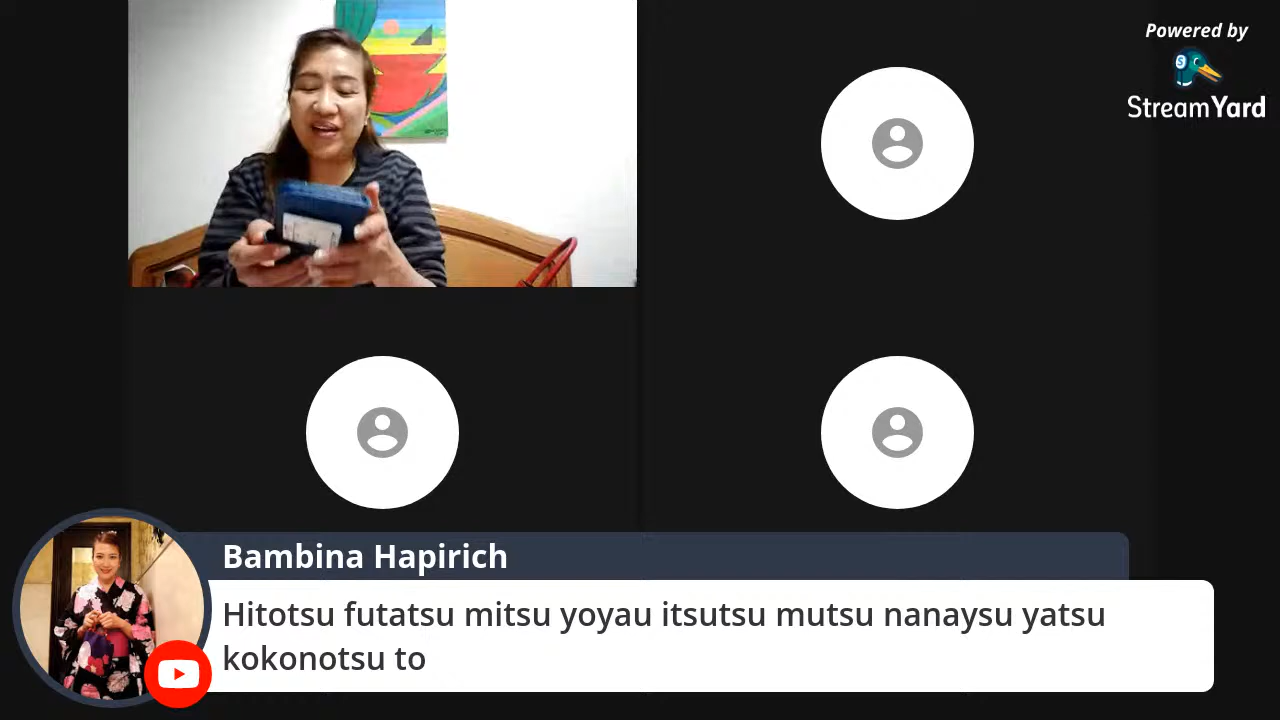 Powered by
StreamYard
Bambina Hapirich
Hitotsu futatsu mitsu yoyau itsutsu mutsu nanaysu yatsu
kokonotsu to